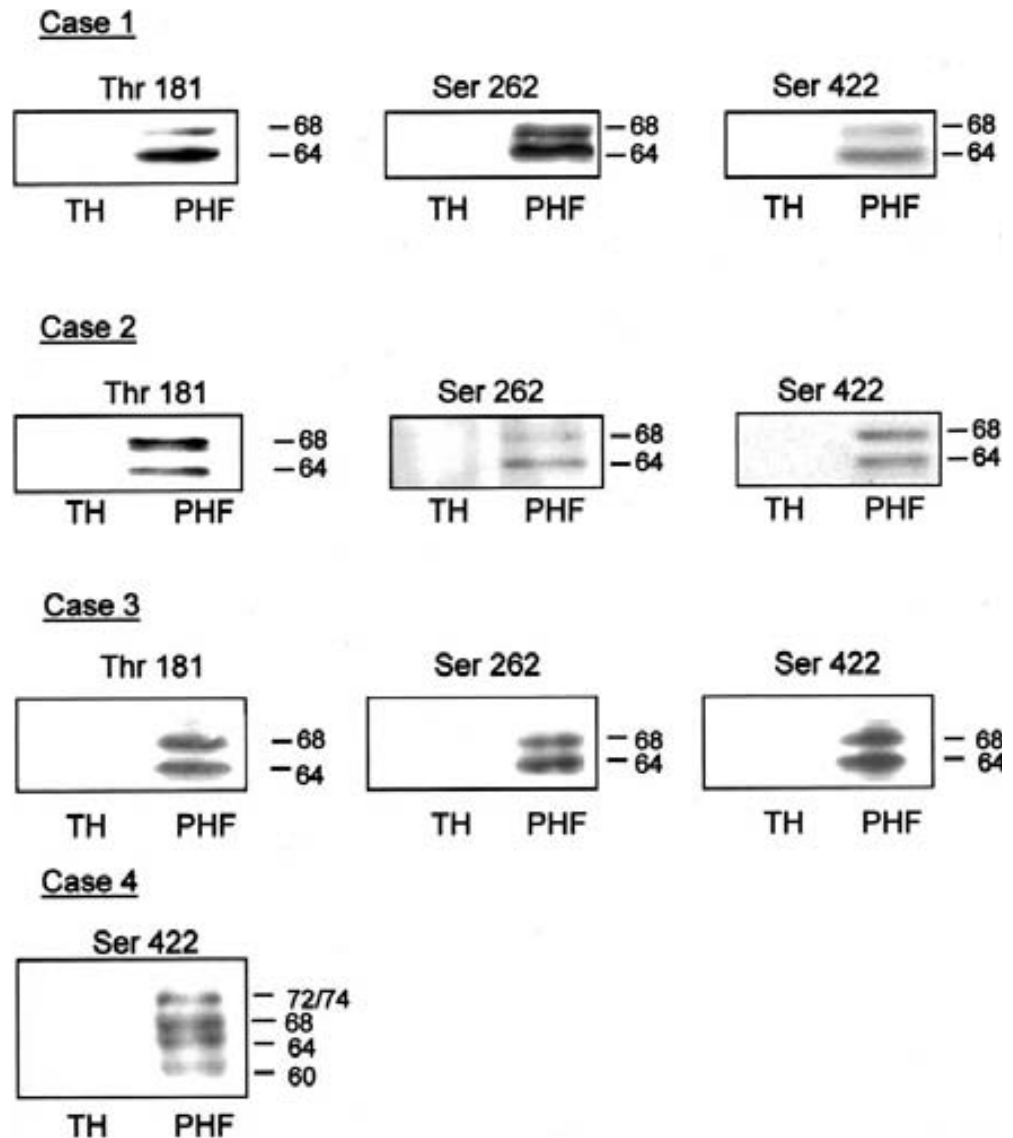 Case 1
Thr 181 Ser 262 Ser 422
–68 –68 –68
–64 –64 –64
TH PHF TH PHF TH PHF
Case 2
Thr 181 Ser 262 Ser 422
–68 –68 –68
–64 –64 –64
TH PHF TH PHF TH PHF
Case 3
Thr 181 Ser 262 Ser 422
–68 –68 –68
–64 –64 –64
TH PHF TH PHF TH PHF
Case 4
Ser 422
– 72/74
– 68
– 64
– 60
TH PHF